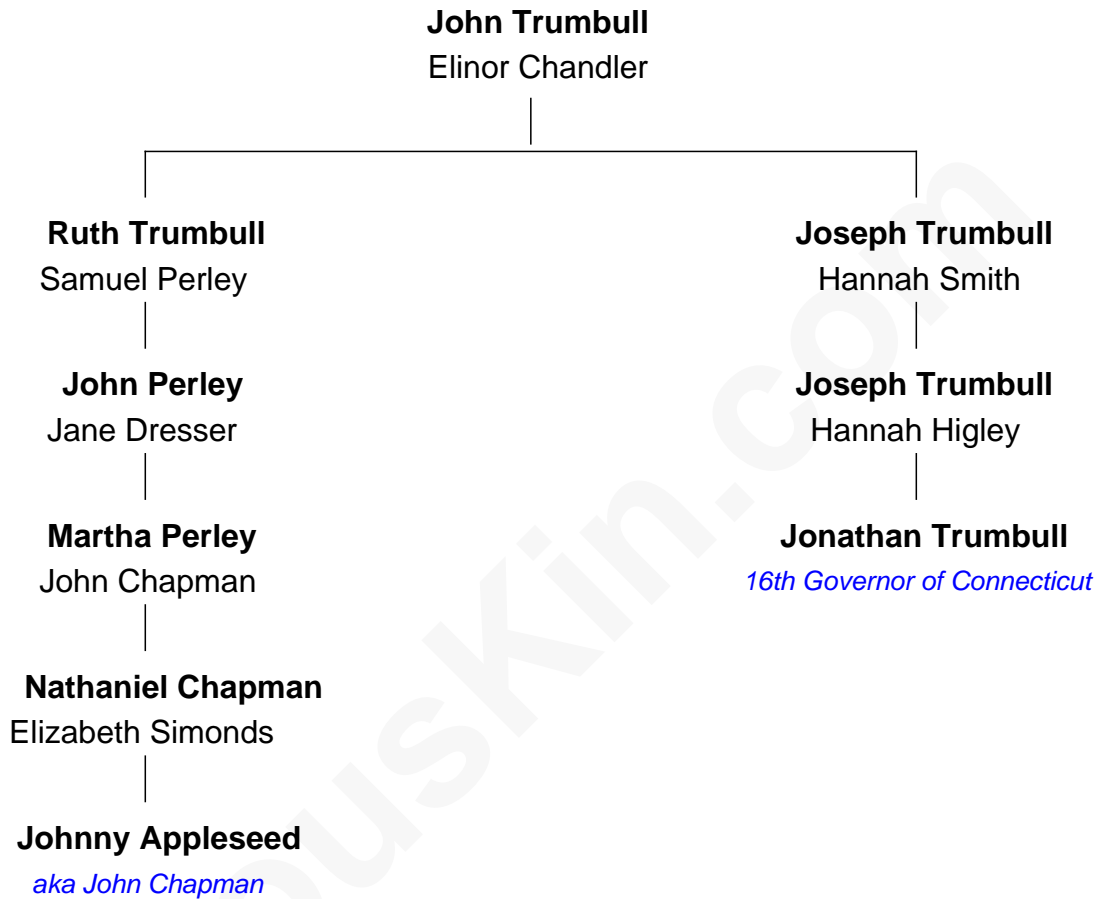 John Trumbull
Elinor Chandler
Ruth Trumbull
Samuel Perley
Joseph Trumbull
Hannah Smith
John Perley
Jane Dresser
Joseph Trumbull
Hannah Higley
Martha Perley
John Chapman
Jonathan Trumbull
16th Governor of Connecticut
Nathaniel Chapman
Elizabeth Simonds
Johnny Appleseed
aka John Chapman
ousKin.com